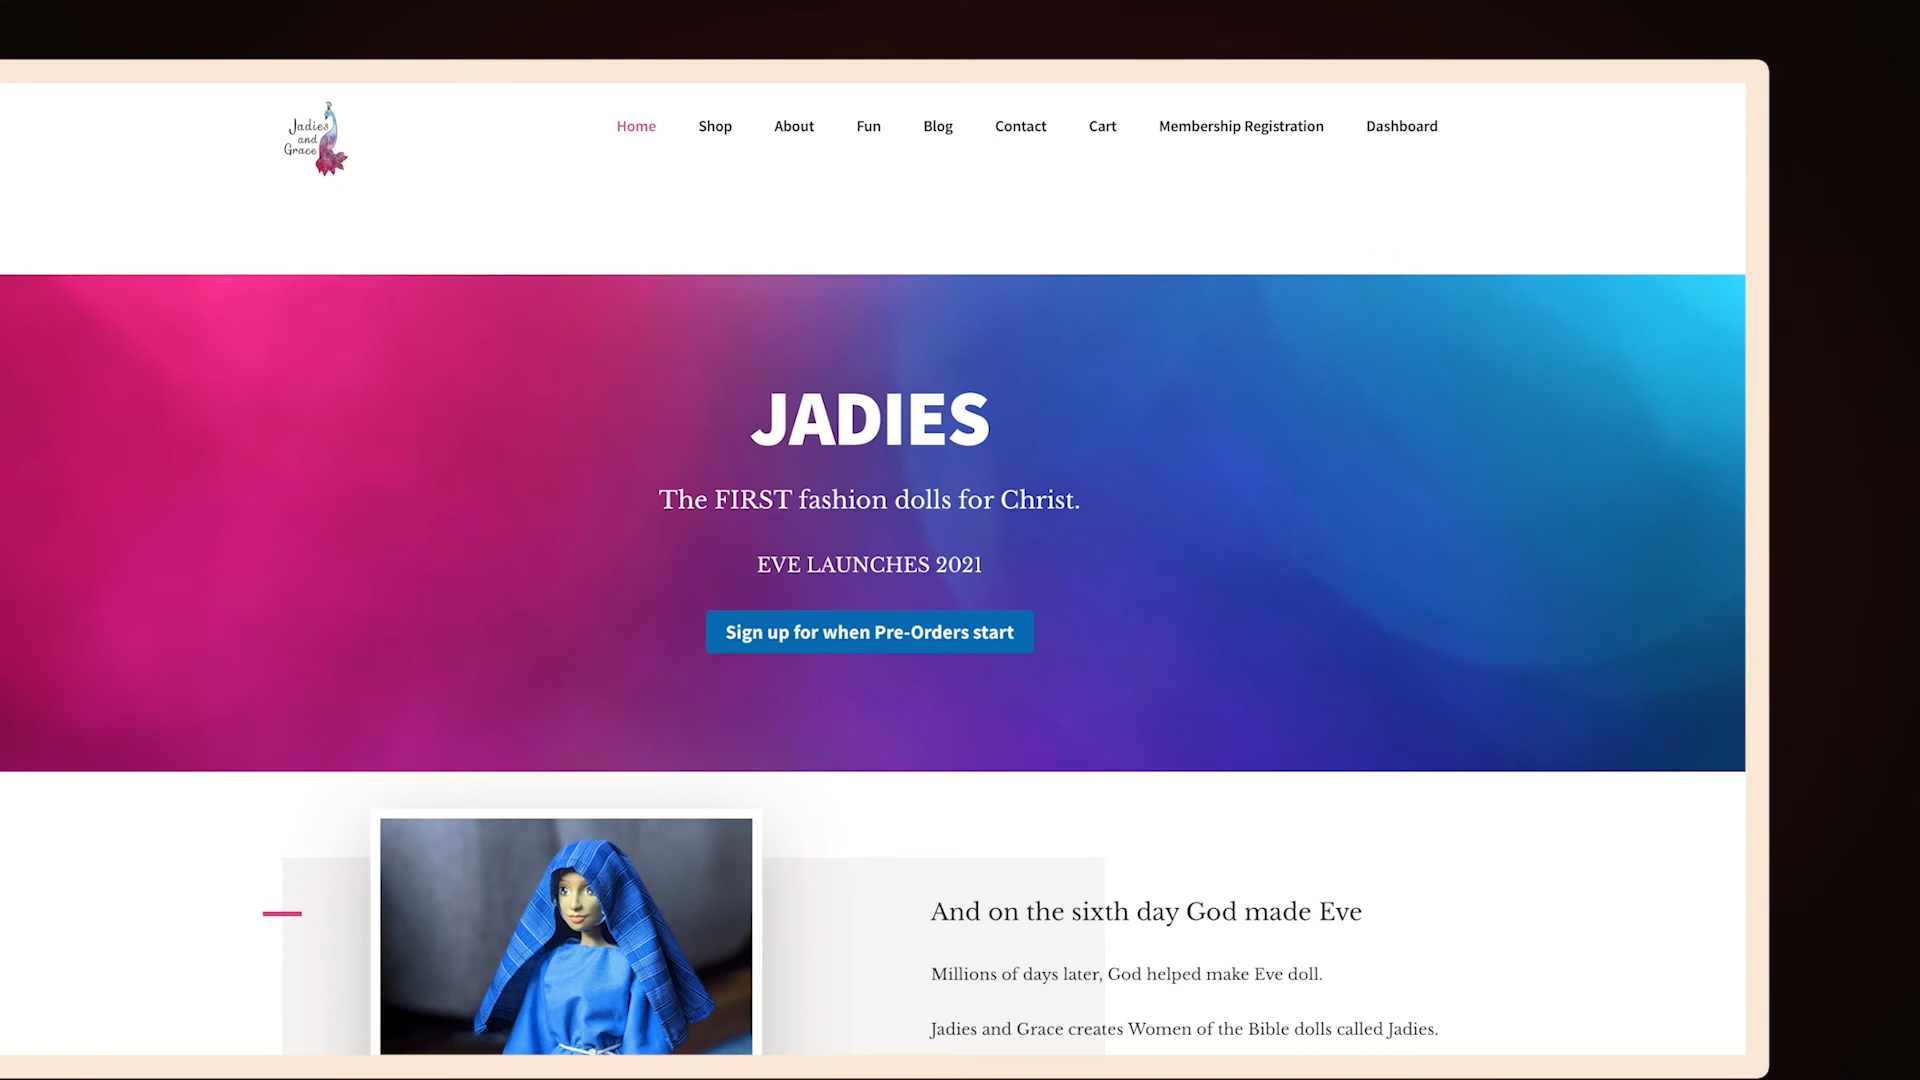 Jadies
and
Grace
Home Shop About Fun Blog Contact Cart Membership Registration Dashboard
JADIES
The FIRST fashion dolls for Christ.
EVE LAUNCHES 2021
Sign up for when Pre-Orders start
And on the sixth day God made Eve
Millions of days later, God helped make Eve doll.
Jadies and Grace creates Women of the Bible dolls called Jadies.